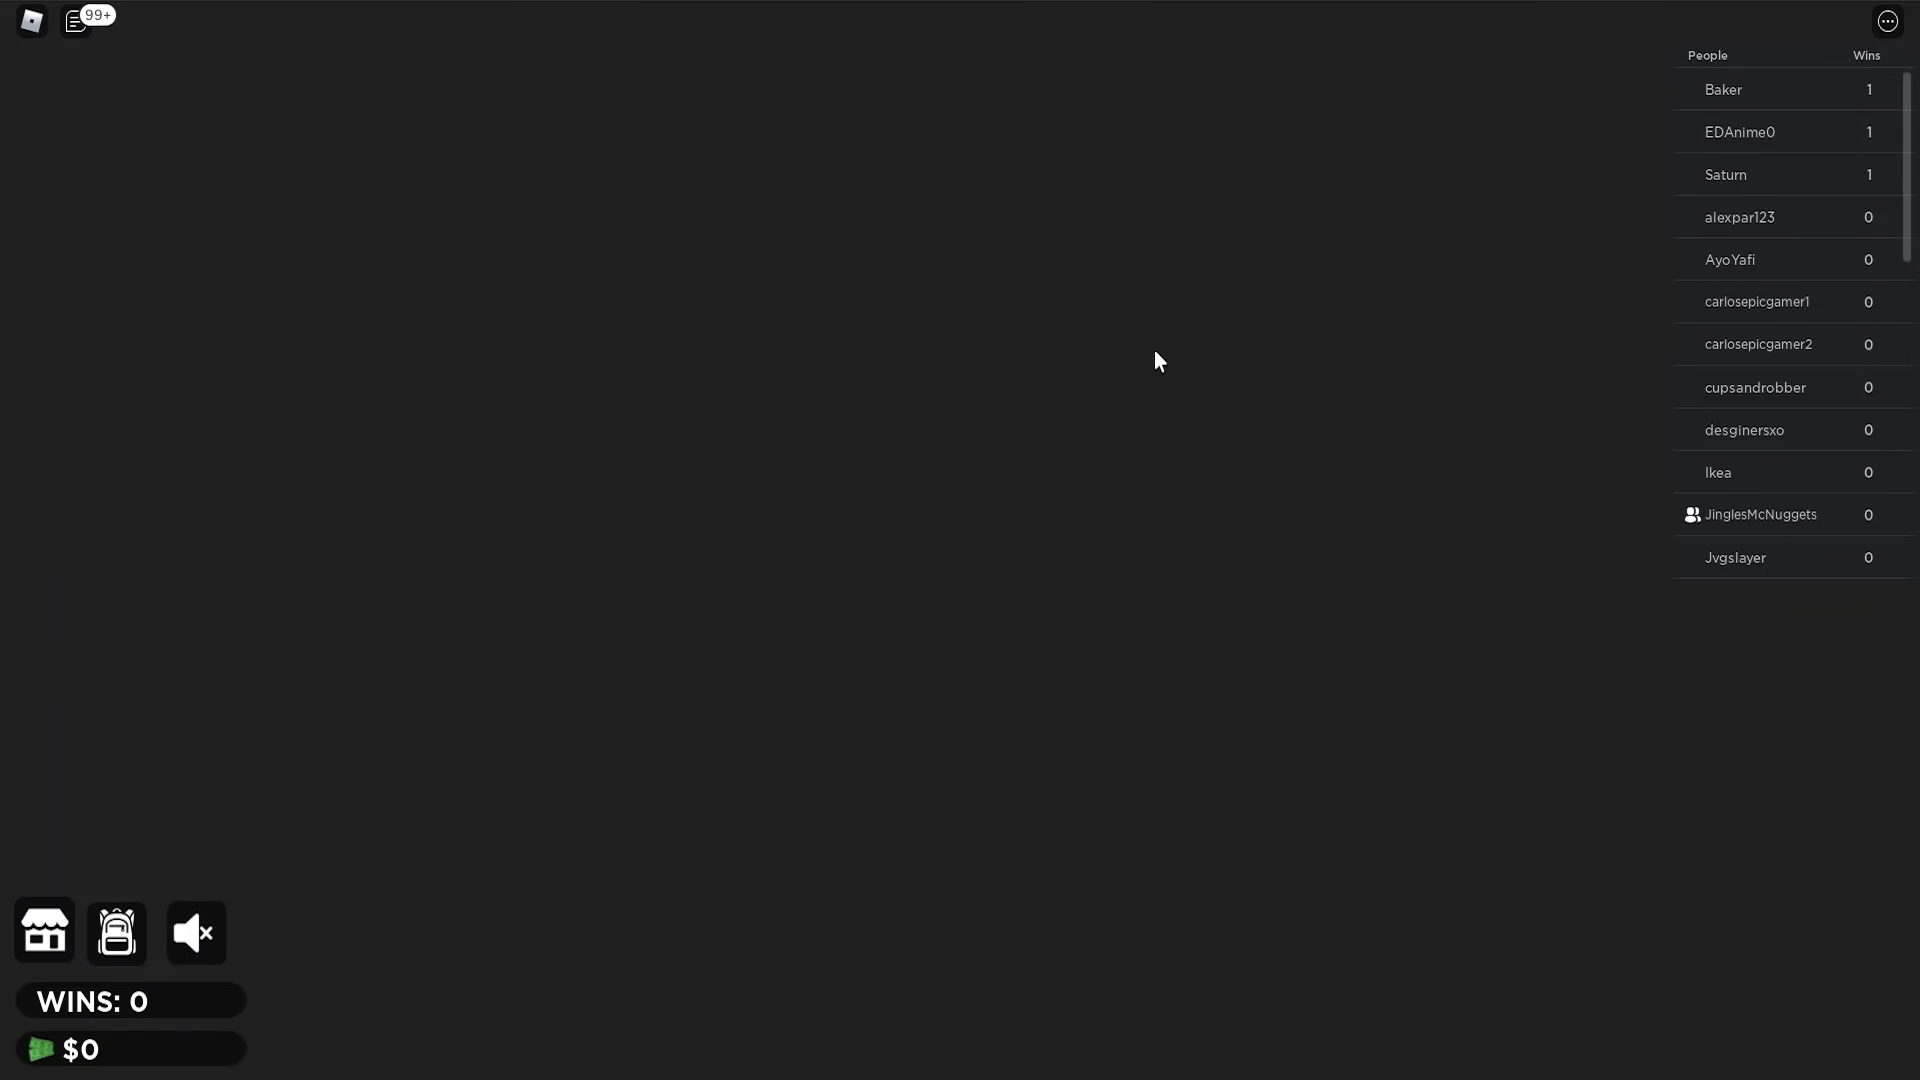 99+
People Wins
Baker 1
EDAnime0 1
Saturn 1
alexpar123 0
AyoYafi 0
carlosepicgamer1 0
carlosepicgamer2 0
cupsandrobber 0
desginersxo 0
Ikea 0
JinglesMcNuggets 0
Jvgslayer 0
WINS: 0
$0